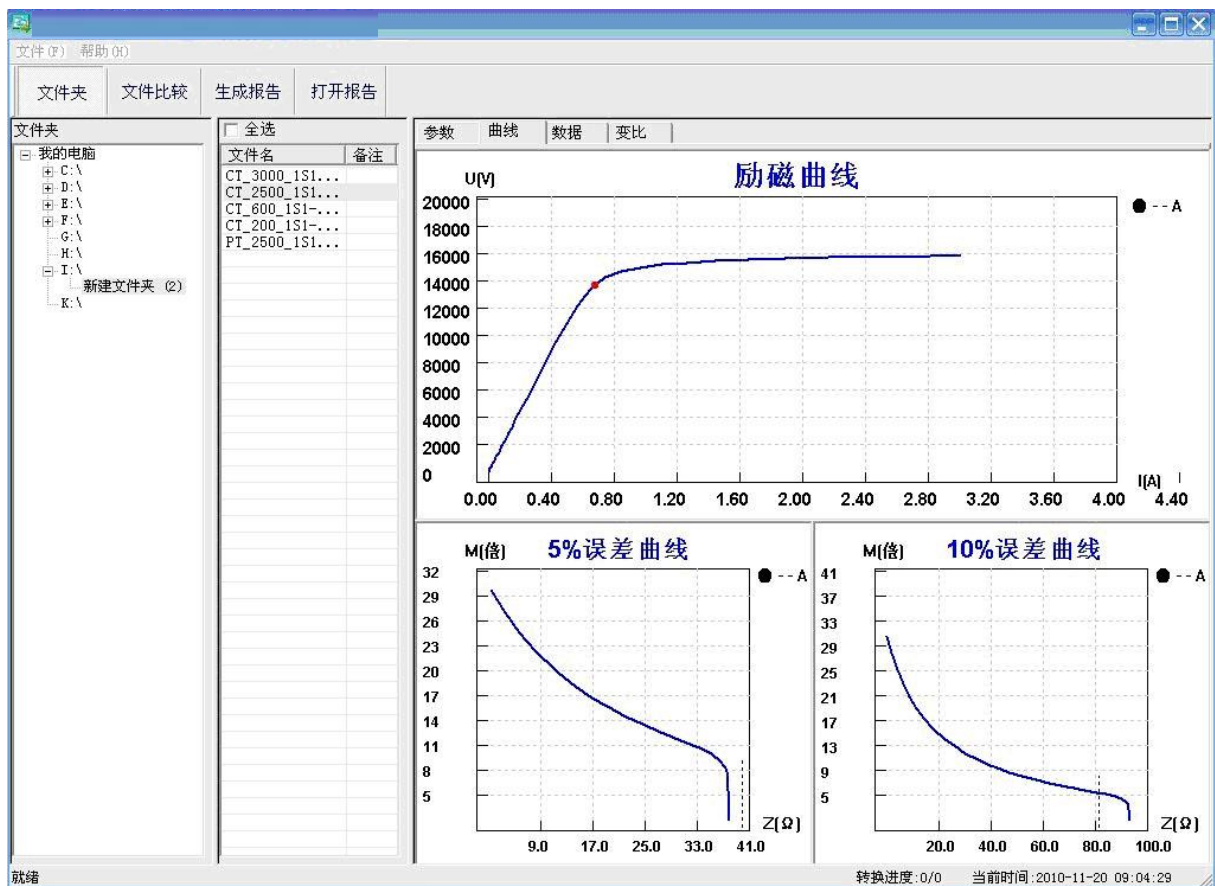 文件(F) 帮助(H)
文件夹 文件比较 生成报告 打开报告
文件夹
我的电脑
C:\
D:\
E:\
F:\
G:\
H:\
I:\
新建文件夹 (2)
K:\
全选
文件名 备注
CT_3000_1S1...
CT_2500_1S1...
CT_600_1S1-...
CT_200_1S1-...
PT_2500_1S1...
参数 曲线 数据 变比
励磁曲线
U(V)
20000
18000
16000
14000
12000
10000
8000
6000
4000
2000
0
0.00 0.40 0.80 1.20 1.60 2.00 2.40 2.80 3.20 3.60 4.00 4.40
I(A)
--A
5%误差曲线
M(倍)
32
29
26
23
20
17
14
11
8
5
9.0 17.0 25.0 33.0 41.0
Z(Ω)
--A
10%误差曲线
M(倍)
41
37
33
29
25
21
17
13
9
5
20.0 40.0 60.0 80.0 100.0
Z(Ω)
--A
就绪
转换进度:0/0 当前时间:2010-11-20 09:04:29